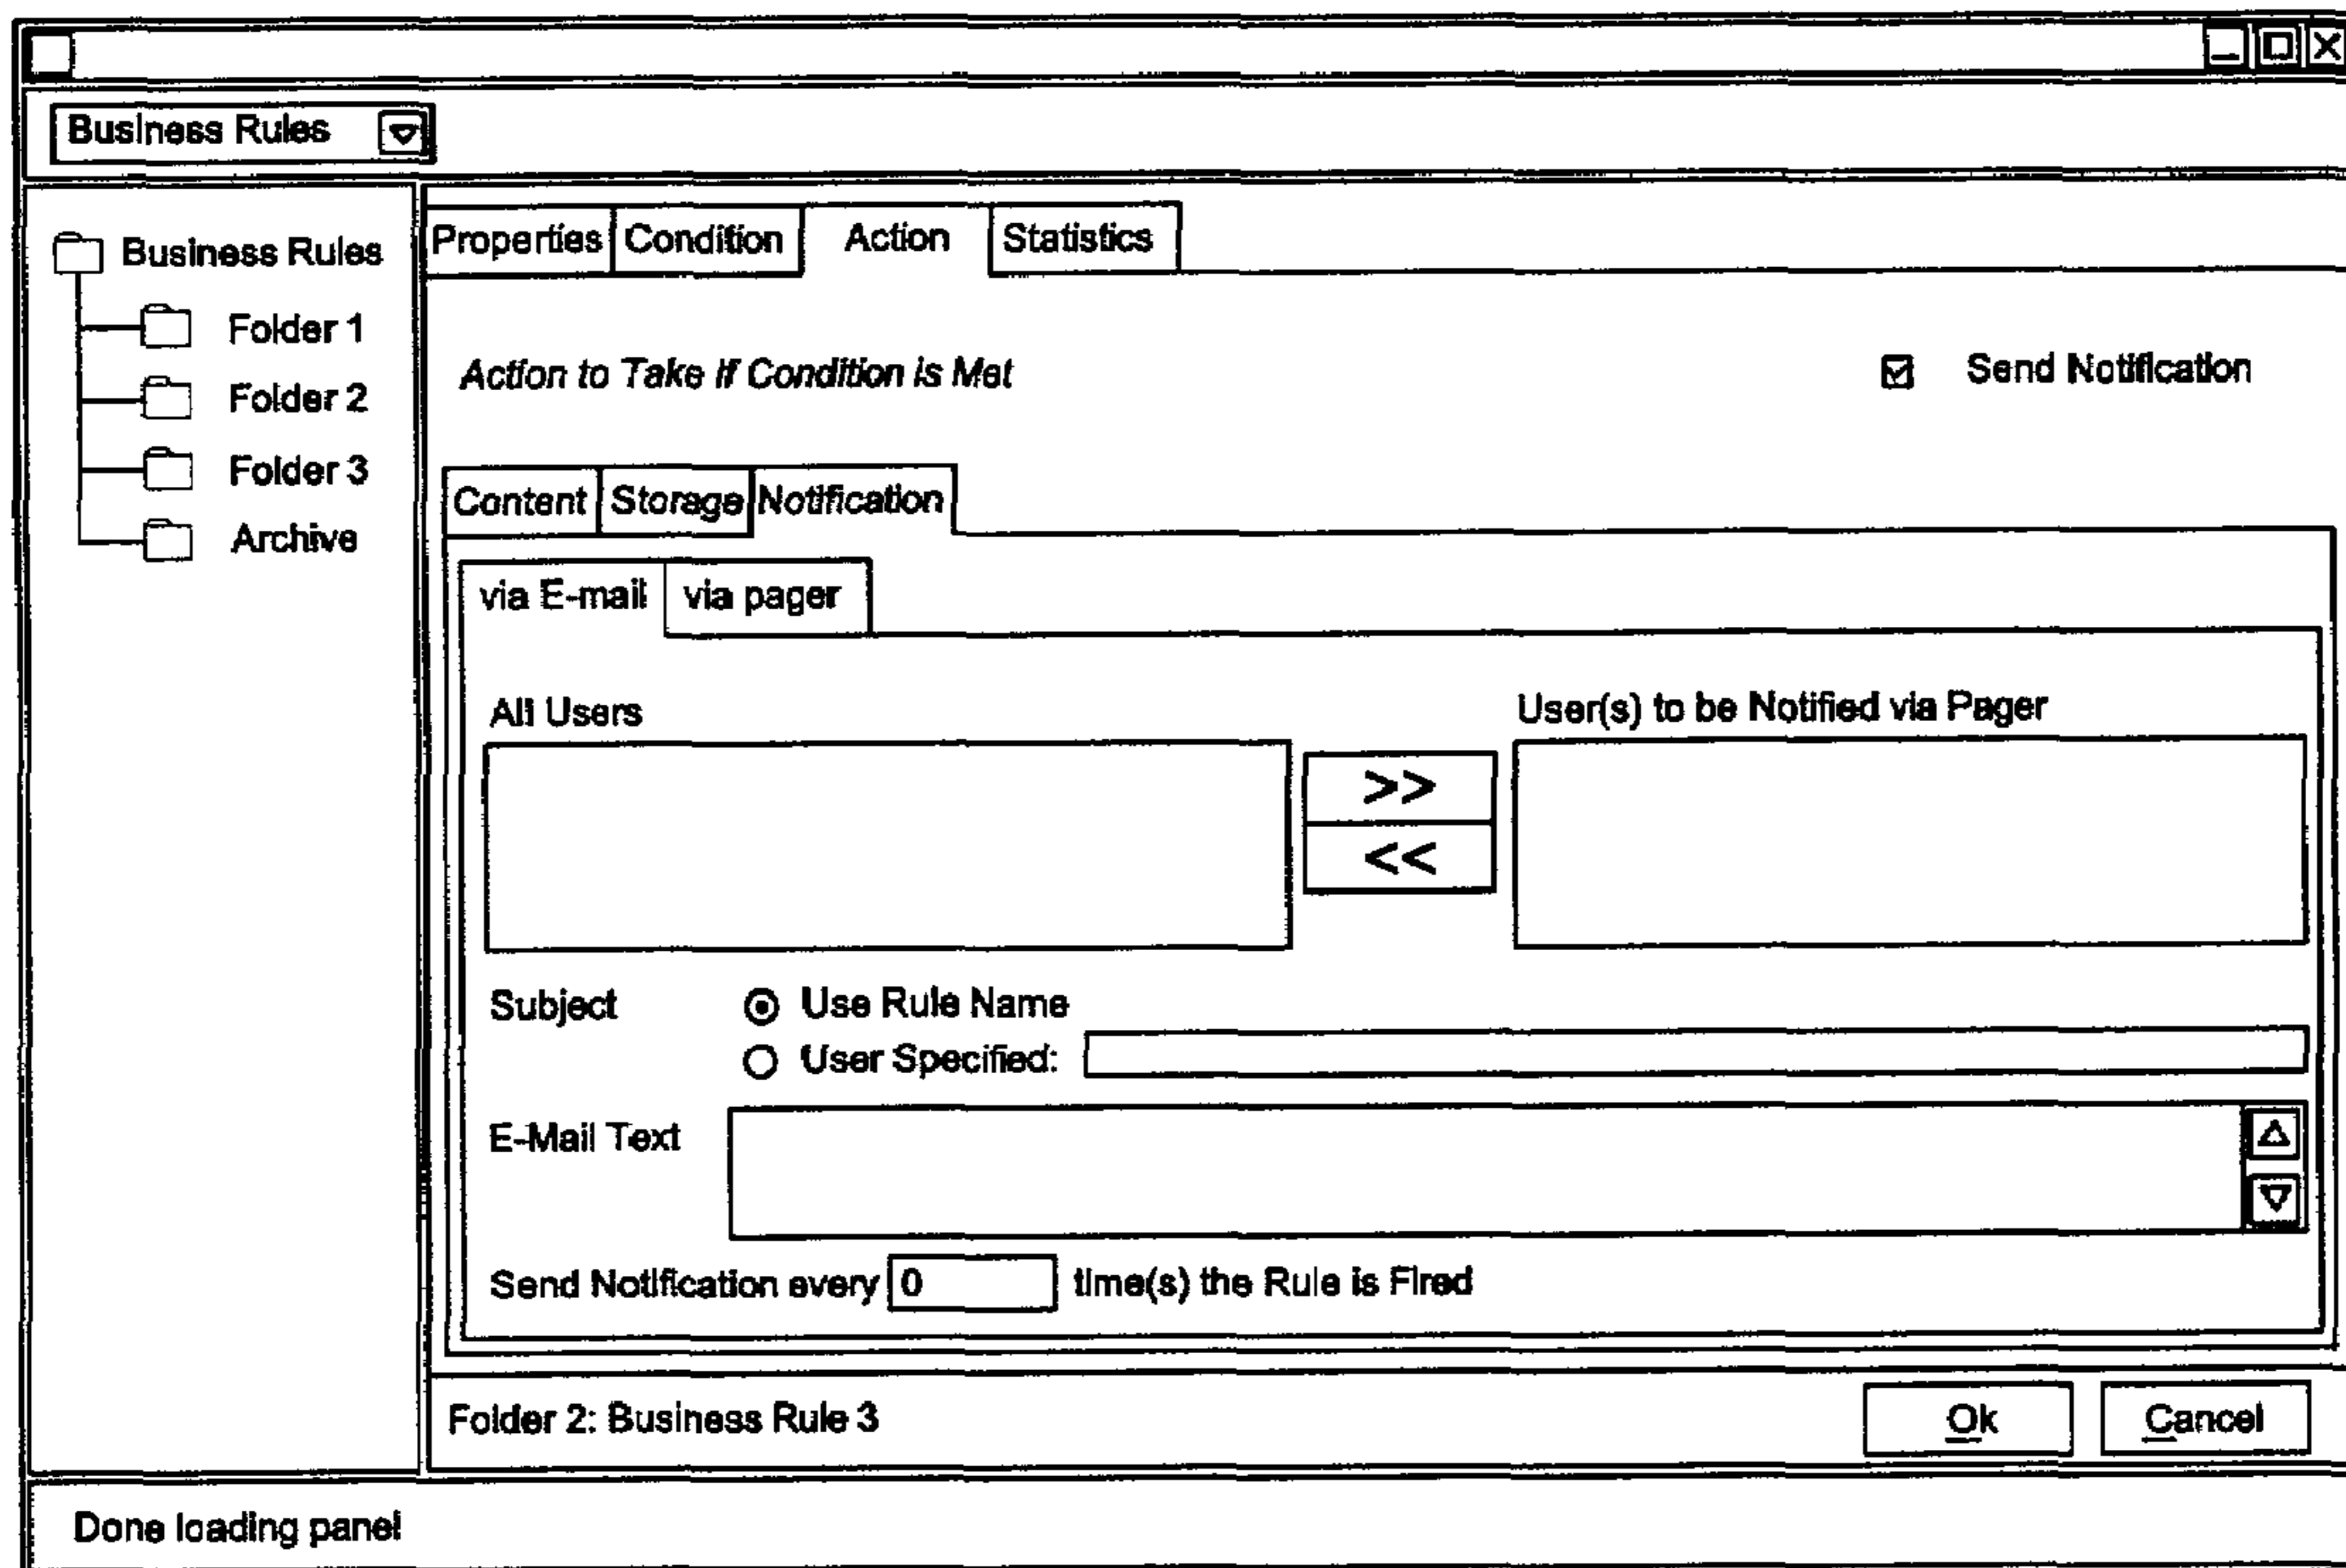 Business Rules
Business Rules
Folder 1
Folder 2
Folder 3
Archive
Properties Condition Action Statistics
Action to Take if Condition is Met
Send Notification
Content Storage Notification
via E-mail via pager
All Users
User(s) to be Notified via Pager
>>
<<
Subject Use Rule Name
User Specified:
E-Mail Text
Send Notification every 0 time(s) the Rule is Fired
Folder 2: Business Rule 3
Ok Cancel
Done loading panel